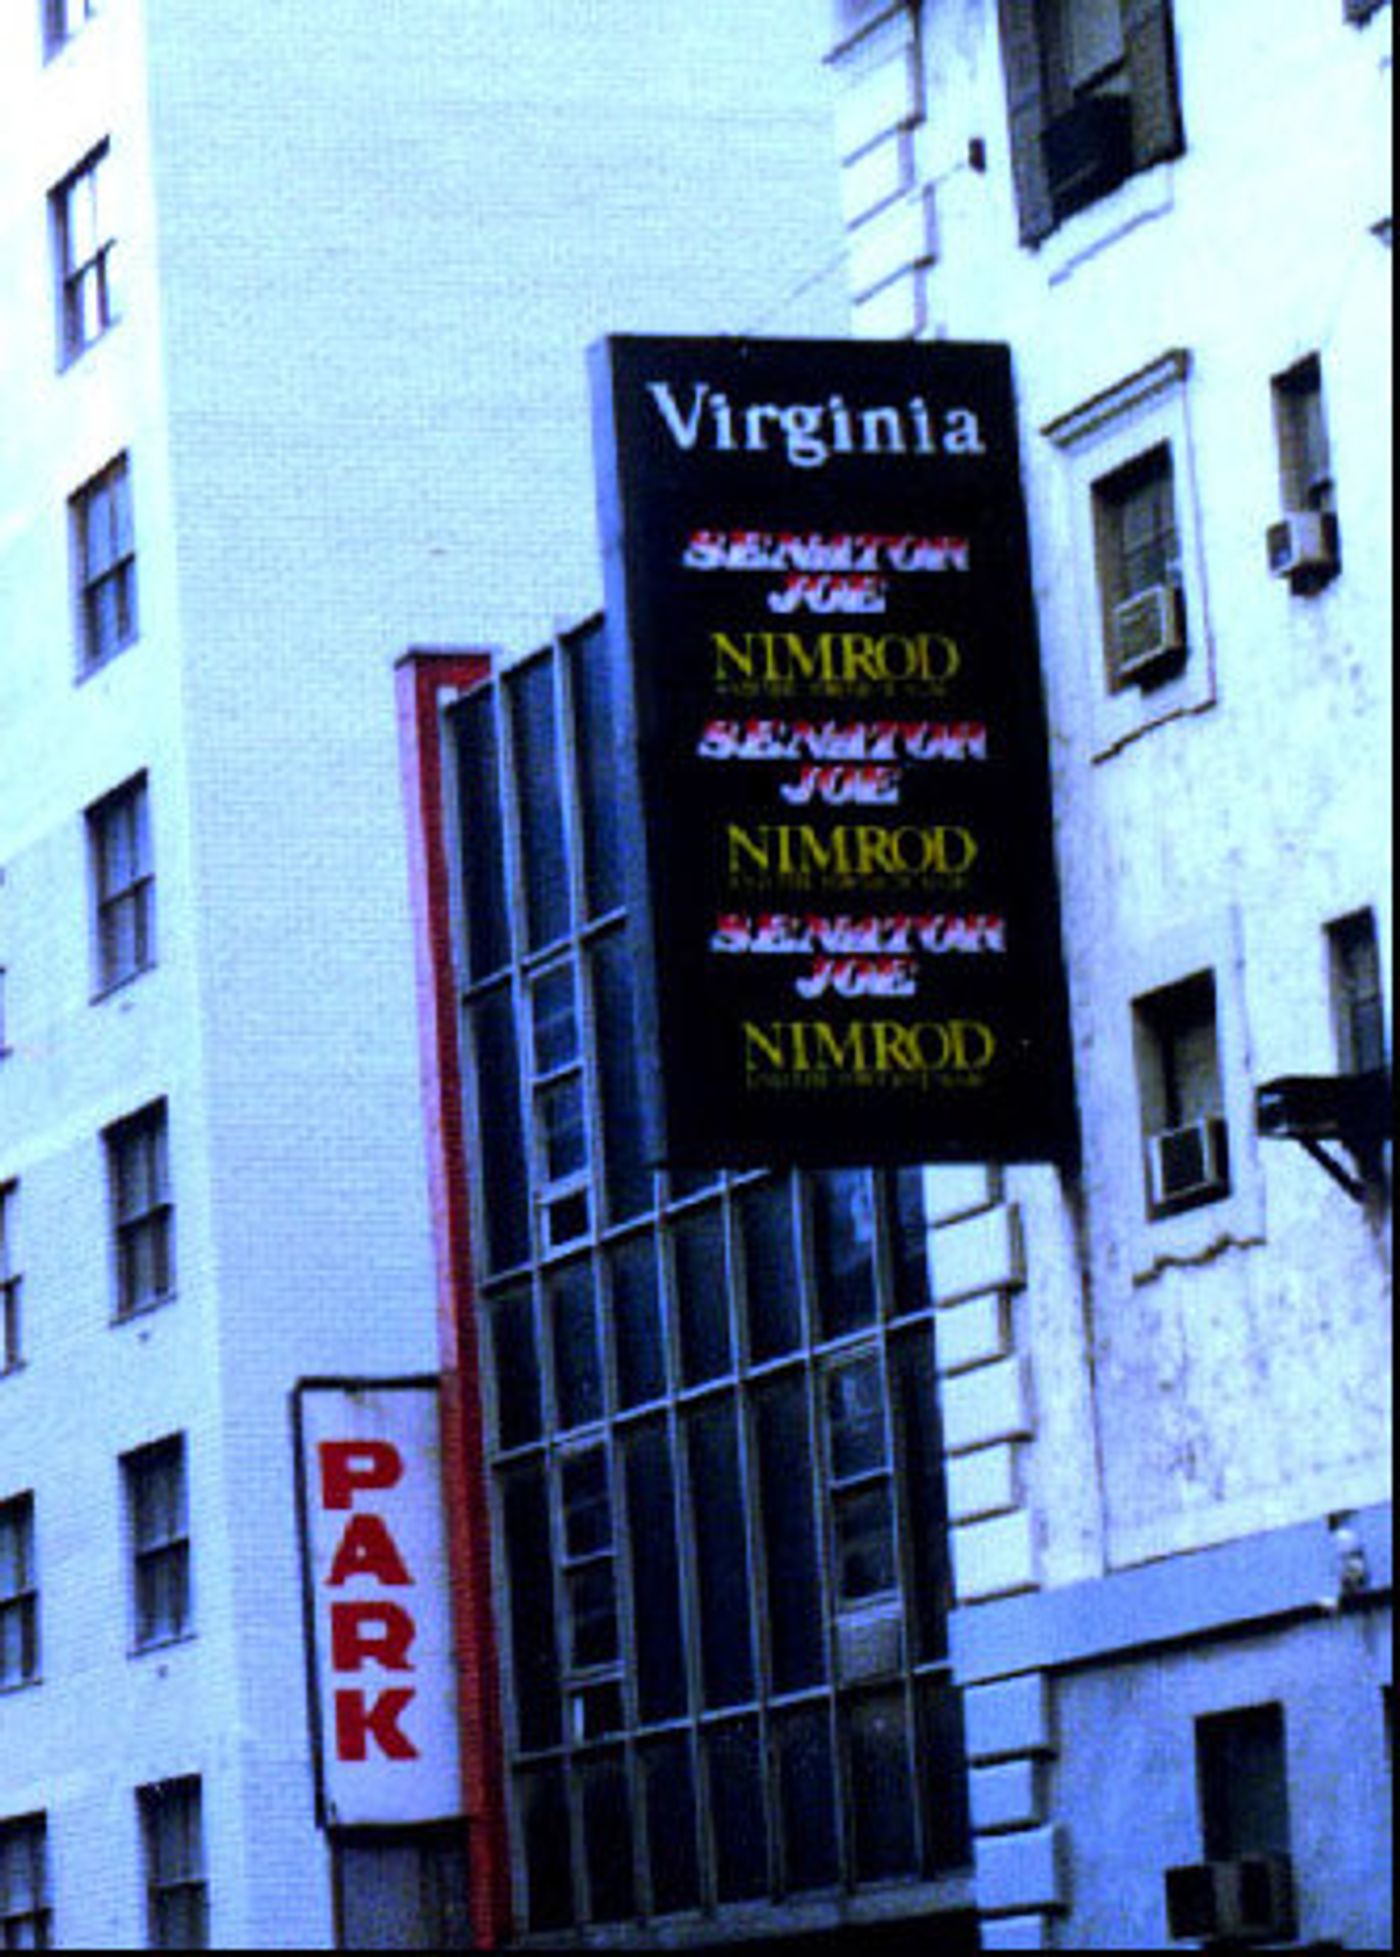 Virginia
SENATOR
JOE
NIMROD
SENATOR
JOE
NIMROD
SENATOR
JOE
NIMROD
PARK